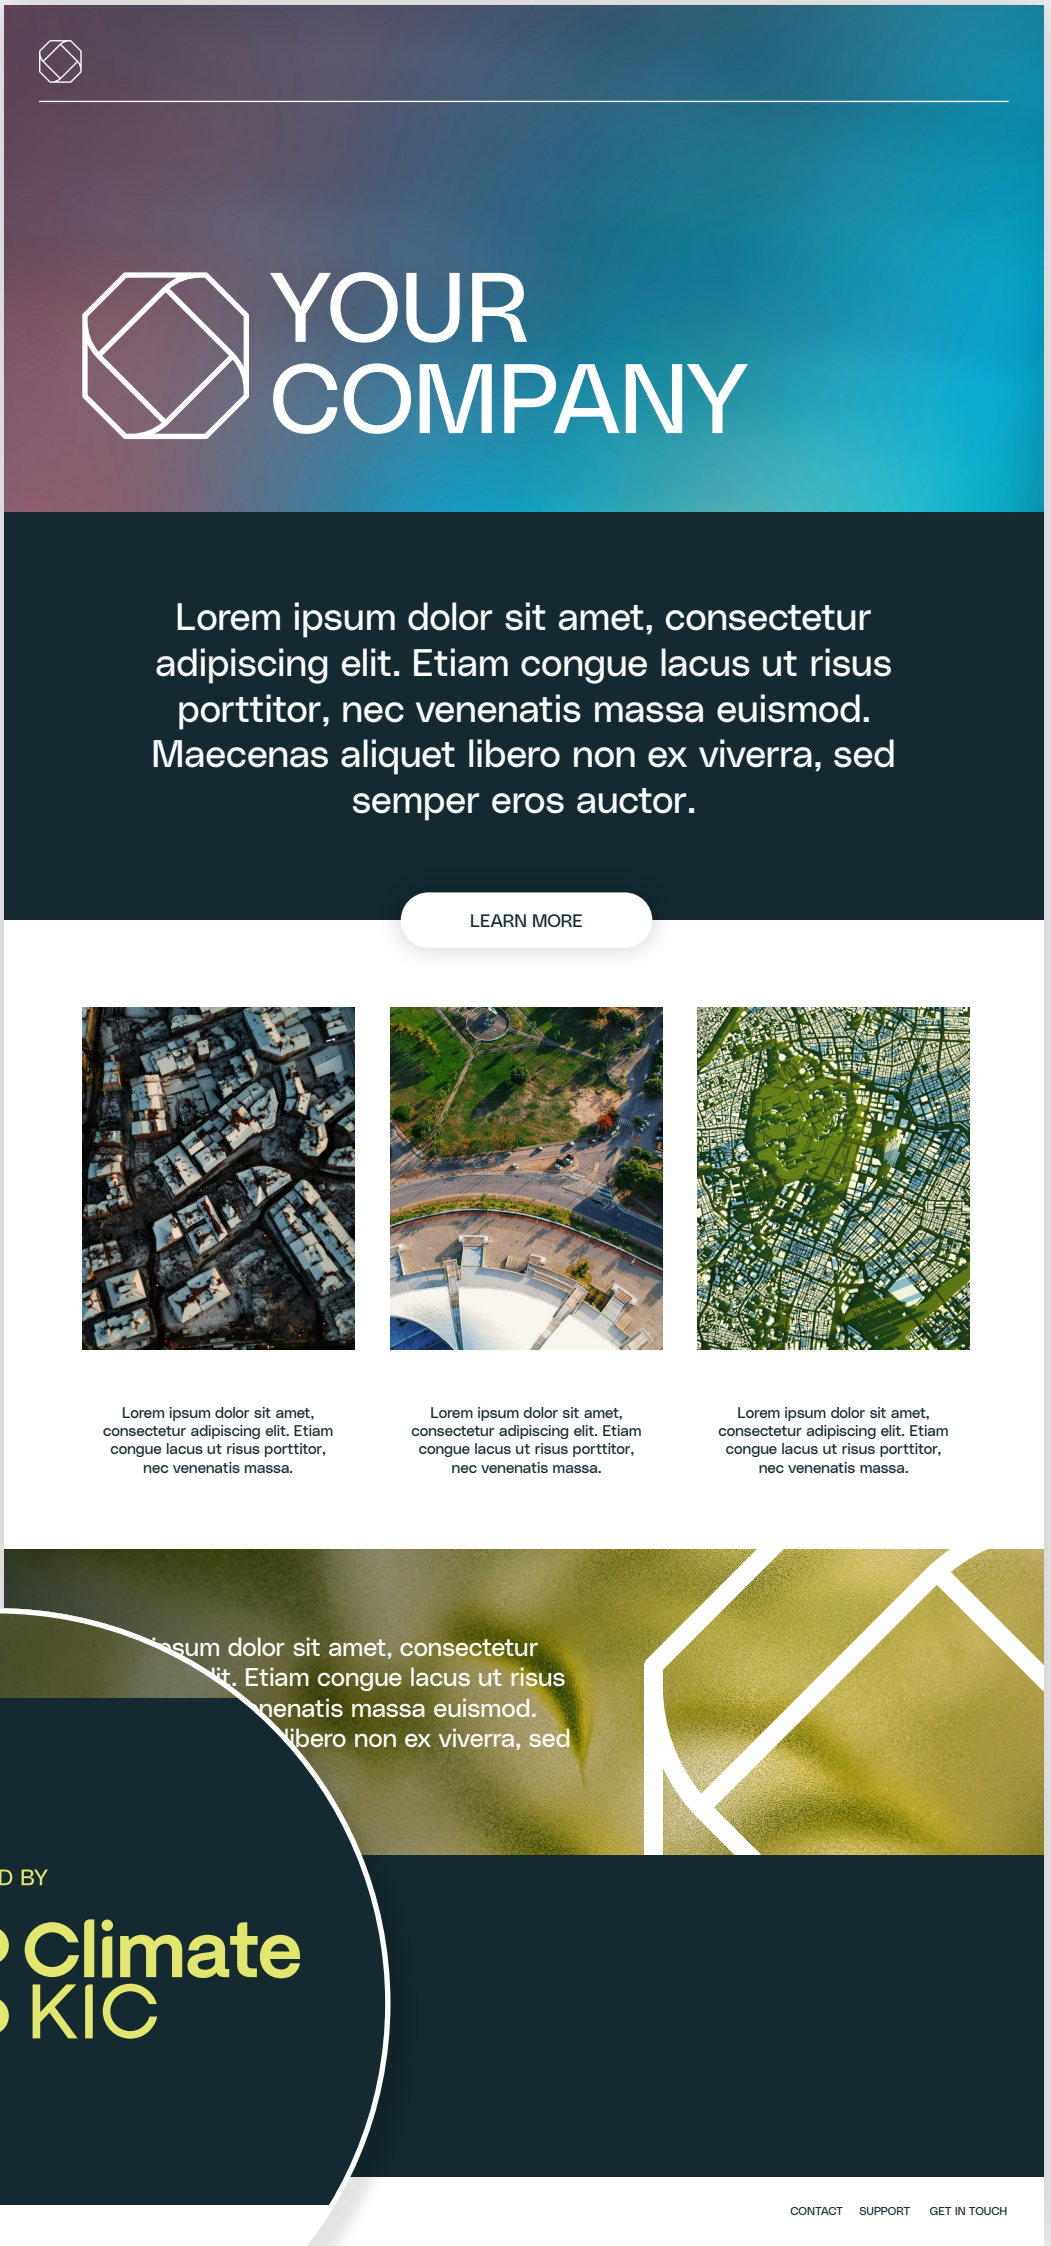 YOUR
COMPANY
Lorem ipsum dolor sit amet, consectetur
adipiscing elit. Etiam congue lacus ut risus
porttitor, nec venenatis massa euismod.
Maecenas aliquet libero non ex viverra, sed
semper eros auctor.
LEARN MORE
Lorem ipsum dolor sit amet,
consectetur adipiscing elit. Etiam
congue lacus ut risus porttitor,
nec venenatis massa.
Lorem ipsum dolor sit amet,
consectetur adipiscing elit. Etiam
congue lacus ut risus porttitor,
nec venenatis massa.
Lorem ipsum dolor sit amet,
consectetur adipiscing elit. Etiam
congue lacus ut risus porttitor,
nec venenatis massa.
dolor sit amet, consectetur
Etiam congue lacus ut risus
massa euismod.
libero non ex viverra, sed
D BY
Climate
KIC
CONTACT SUPPORT GET IN TOUCH